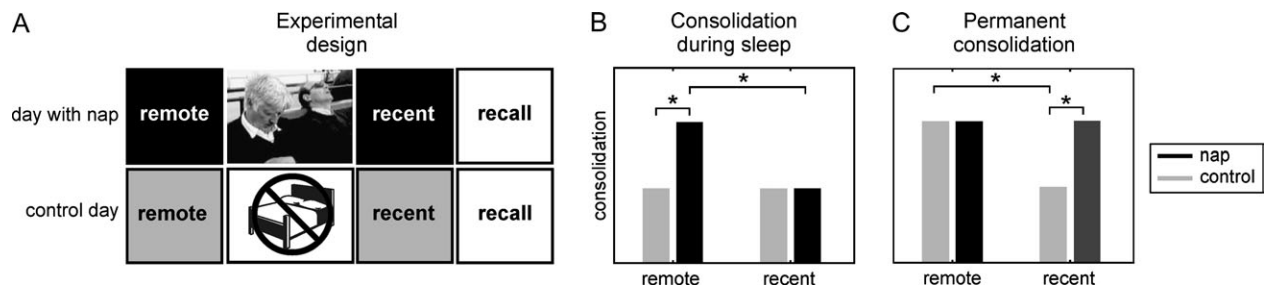 A
Experimental
design
day with nap
remote
recent
recall
control day
remote
recent
recall
B
Consolidation
during sleep
*
*
consolidation
remote
recent
C
Permanent
consolidation
*
*
remote
recent
nap
control